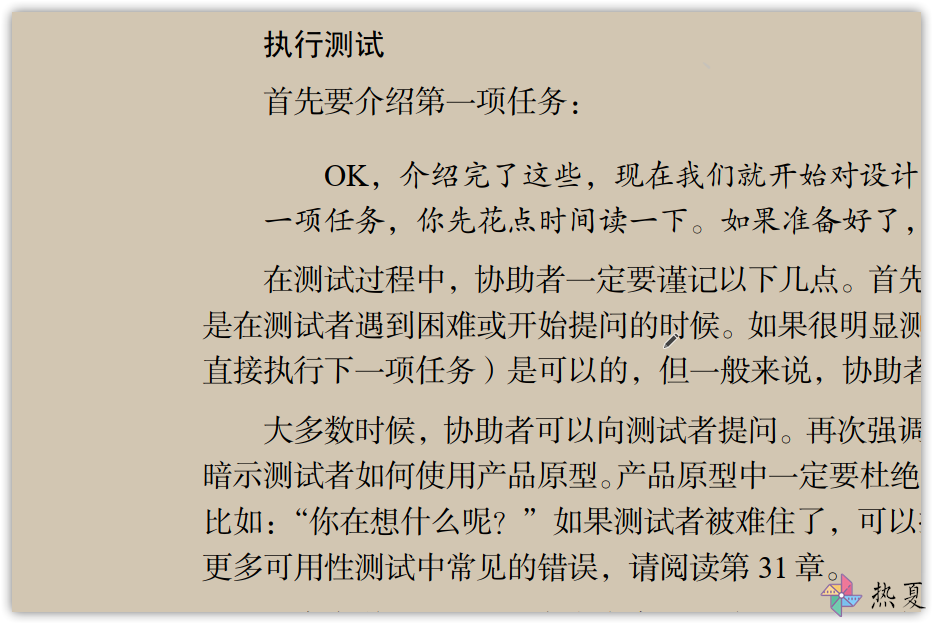 执行测试
首先要介绍第一项任务：
OK，介绍完了这些，现在我们就开始对设计
一项任务，你先花点时间读一下。如果准备好了，
在测试过程中，协助者一定要谨记以下几点。首先
是在测试者遇到困难或开始提问的时候。如果很明显测
直接执行下一项任务）是可以的，但一般来说，协助者
大多数时候，协助者可以向测试者提问。再次强调
暗示测试者如何使用产品原型。产品原型中一定要杜绝
比如：“你在想什么呢？”如果测试者被难住了，可以
更多可用性测试中常见的错误，请阅读第 31 章。
热夏